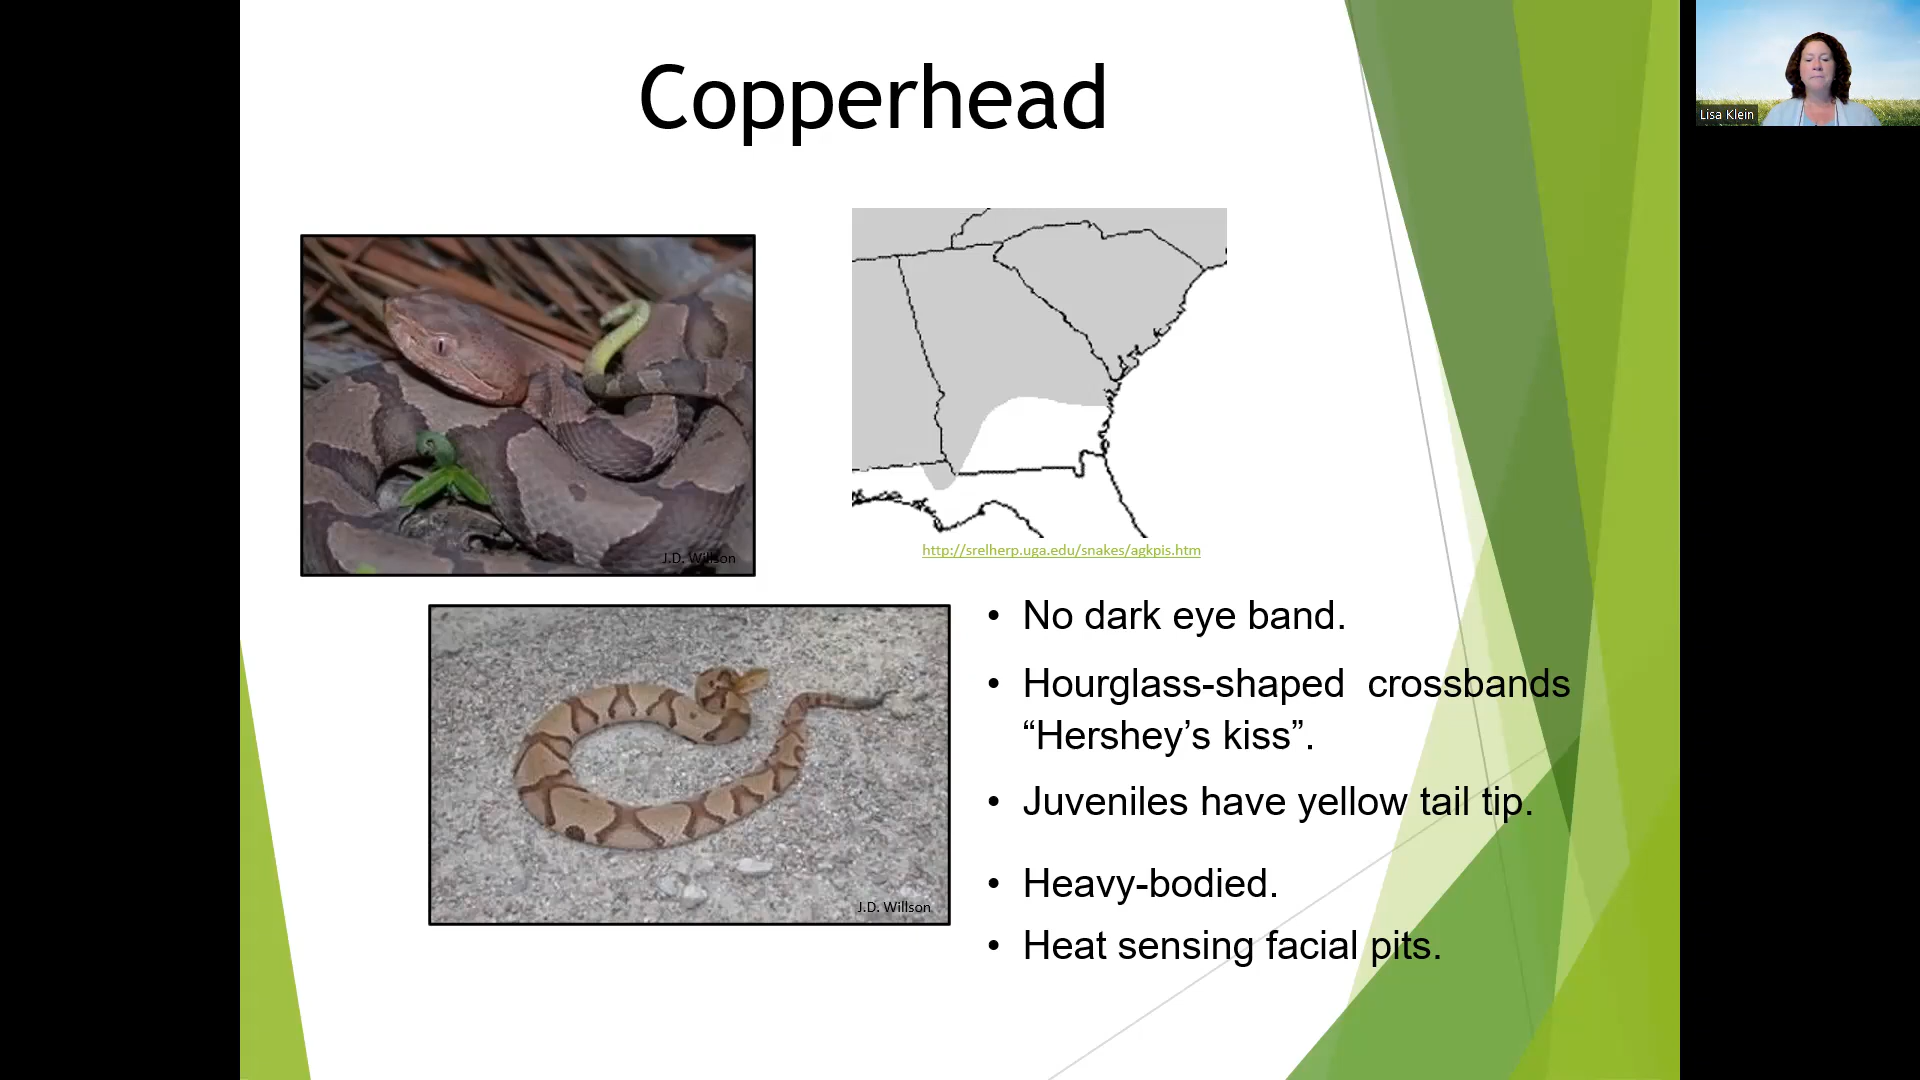 Copperhead
Lisa Klein
J.D. Willson
http://srelherp.uga.edu/snakes/agkpis.htm
• No dark eye band.
• Hourglass-shaped crossbands
“Hershey’s kiss”.
• Juveniles have yellow tail tip.
• Heavy-bodied.
• Heat sensing facial pits.
J.D. Willson